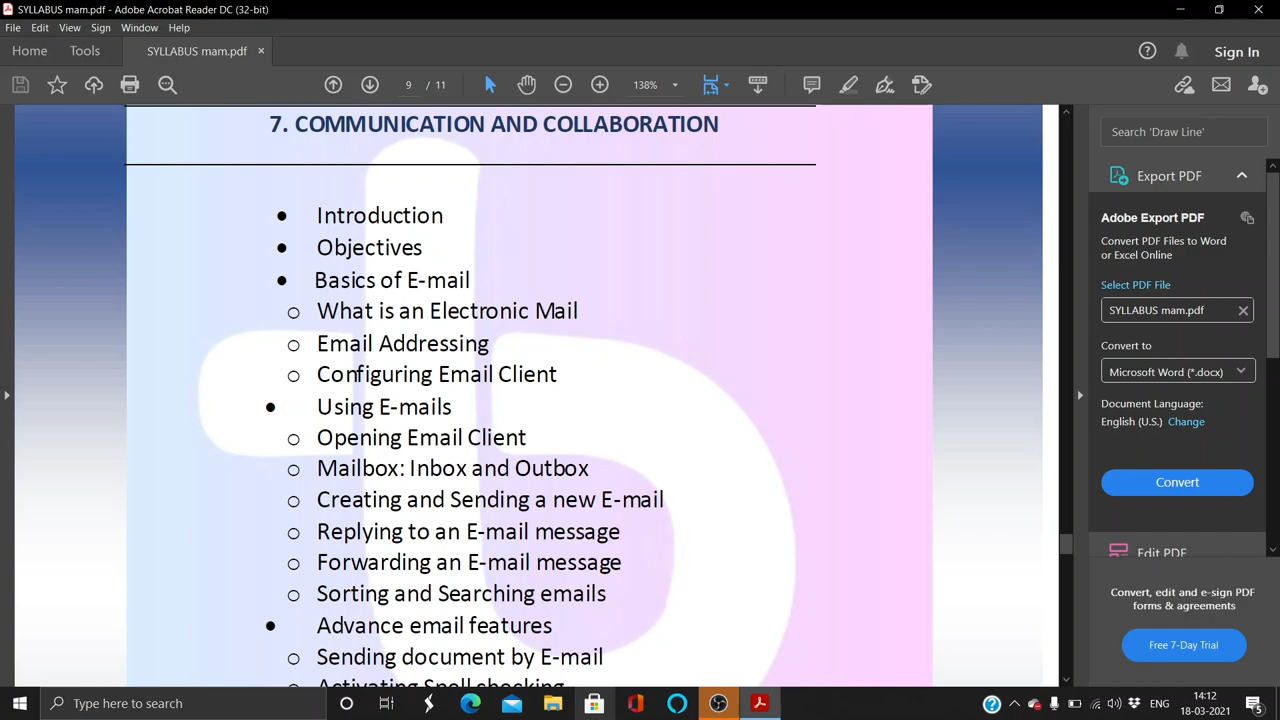 SYLLABUS mam.pdf - Adobe Acrobat Reader DC (32-bit)
File Edit View Sign Window Help
Home Tools SYLLABUS mam.pdf × Sign In
9 / 11 138%
7. COMMUNICATION AND COLLABORATION
• Introduction
• Objectives
• Basics of E-mail
o What is an Electronic Mail
o Email Addressing
o Configuring Email Client
• Using E-mails
o Opening Email Client
o Mailbox: Inbox and Outbox
o Creating and Sending a new E-mail
o Replying to an E-mail message
o Forwarding an E-mail message
o Sorting and Searching emails
• Advance email features
o Sending document by E-mail
o Activating Spell checking
Search 'Draw Line'
Export PDF
Adobe Export PDF
Convert PDF Files to Word
or Excel Online
Select PDF File
SYLLABUS mam.pdf
Convert to
Microsoft Word (*.docx)
Document Language:
English (U.S.) Change
Convert
Edit PDF
Convert, edit and e-sign PDF
forms & agreements
Free 7-Day Trial
Type here to search
ENG
14:12
18-03-2021
5